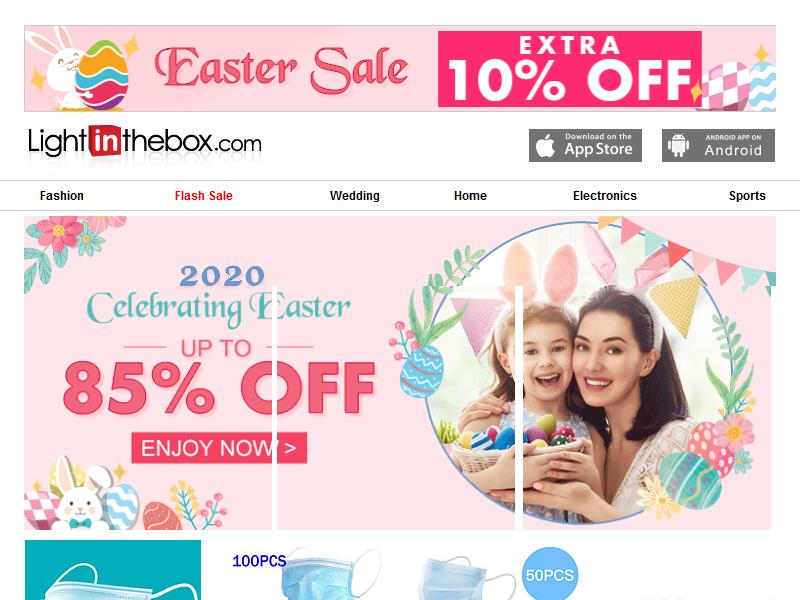 Easter Sale
EXTRA
10% OFF
Lightinthebox.com
Download on the
App Store
ANDROID APP ON
Android
Fashion
Flash Sale
Wedding
Home
Electronics
Sports
2020
Celebrating Easter
UP TO
85% OFF
ENJOY NOW >
100PCS
50PCS